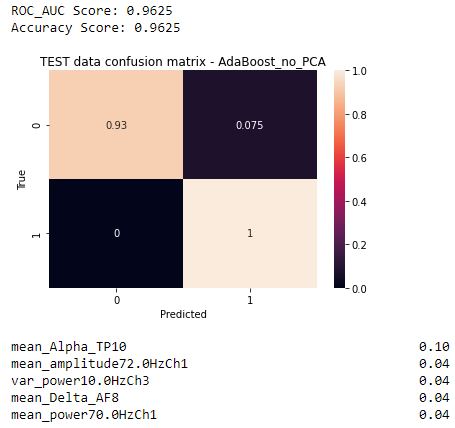 ROC_AUC Score: 0.9625
Accuracy Score: 0.9625
TEST data confusion matrix - AdaBoost_no_PCA
1.0
0.8
0.6
0.4
0.2
0.0
True
0
0.93
0.075
1
0
1
0
1
Predicted
mean_Alpha_TP10 0.10
mean_amplitude72.0HzCh1 0.04
var_power10.0HzCh3 0.04
mean_Delta_AF8 0.04
mean_power70.0HzCh1 0.04